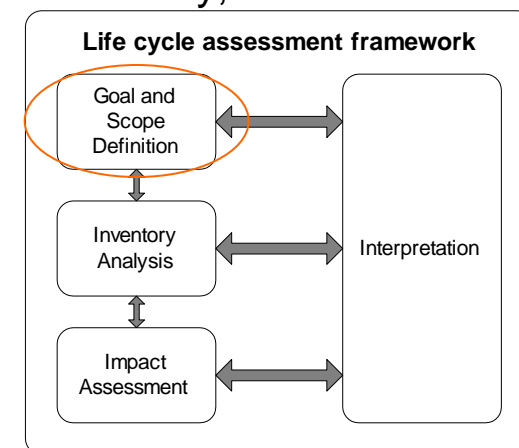 Life cycle assessment framework
Goal and
Scope
Definition
Inventory
Analysis
Interpretation
Impact
Assessment